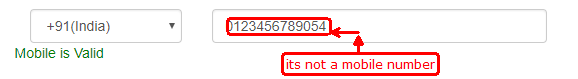 +91(India) 0123456789054
Mobile is Valid
its not a mobile number